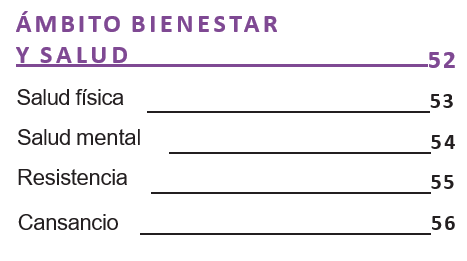 ÁMBITO BIENESTAR
Y SALUD 52
Salud física 53
Salud mental 54
Resistencia 55
Cansancio 56